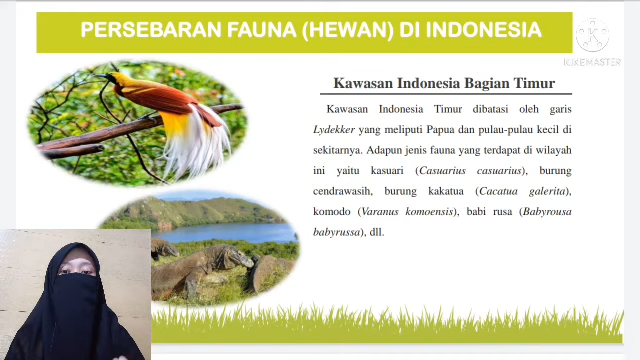 PERSEBARAN FAUNA (HEWAN) DI INDONESIA
KINEMASTER
Kawasan Indonesia Bagian Timur
Kawasan Indonesia Timur dibatasi oleh garis
Lydekker yang meliputi Papua dan pulau-pulau kecil di
sekitarnya. Adapun jenis fauna yang terdapat di wilayah
ini yaitu kasuari (Casuarius casuarius), burung
cendrawasih, burung kakatua (Cacatua galerita),
komodo (Varanus komoensis), babi rusa (Babyrousa
babyrussa), dll.